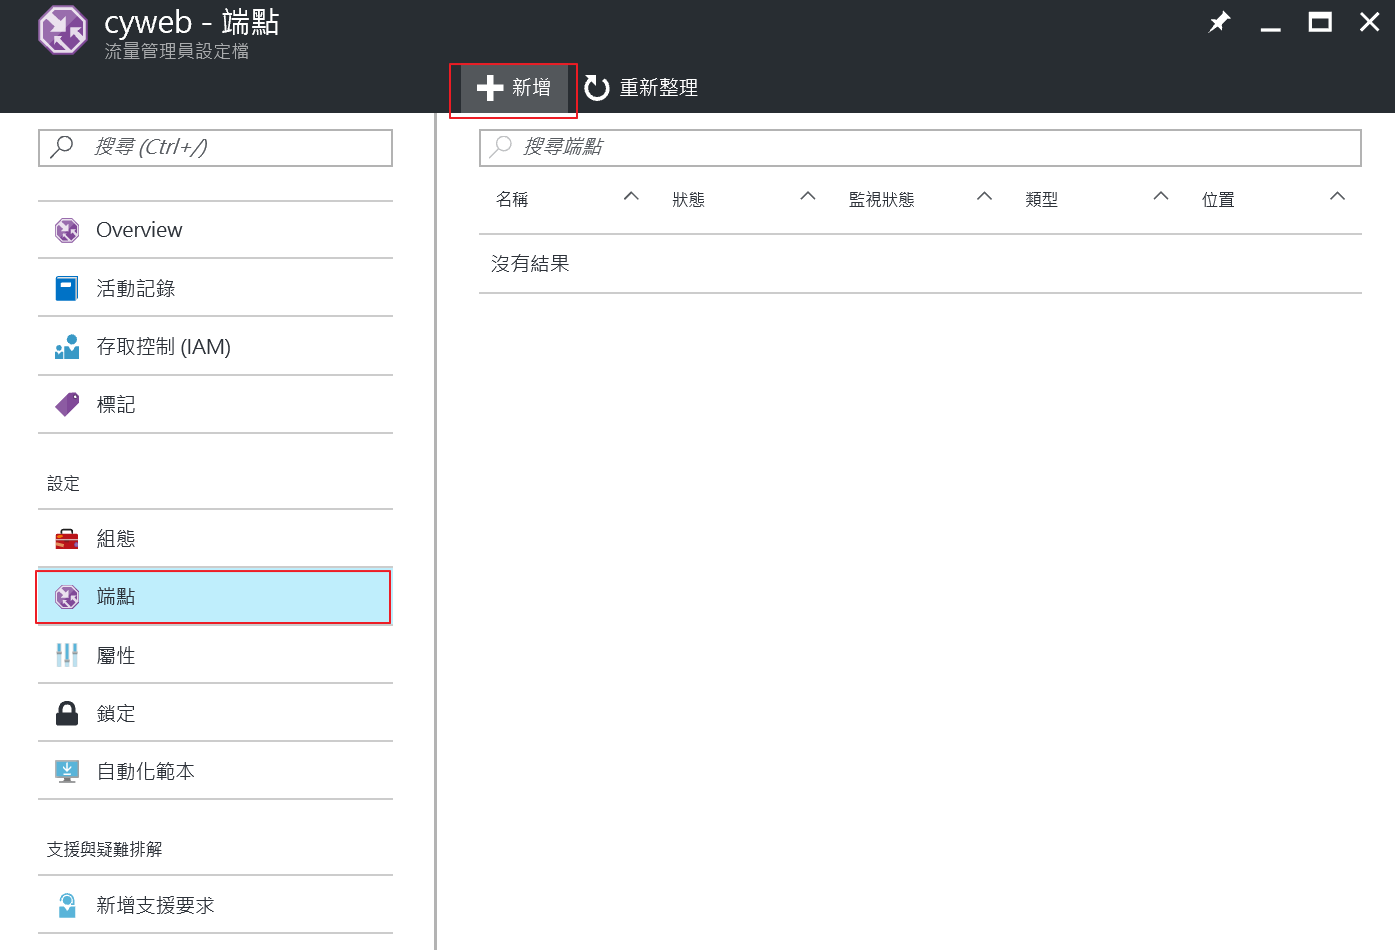 cyweb - 端點
流量管理員設定檔
新增
重新整理
搜尋 (Ctrl+/)
Overview
活動記錄
存取控制 (IAM)
標記
設定
組態
端點
屬性
鎖定
自動化範本
支援與疑難排解
新增支援要求
搜尋端點
名稱 狀態 監視狀態 類型 位置
沒有結果